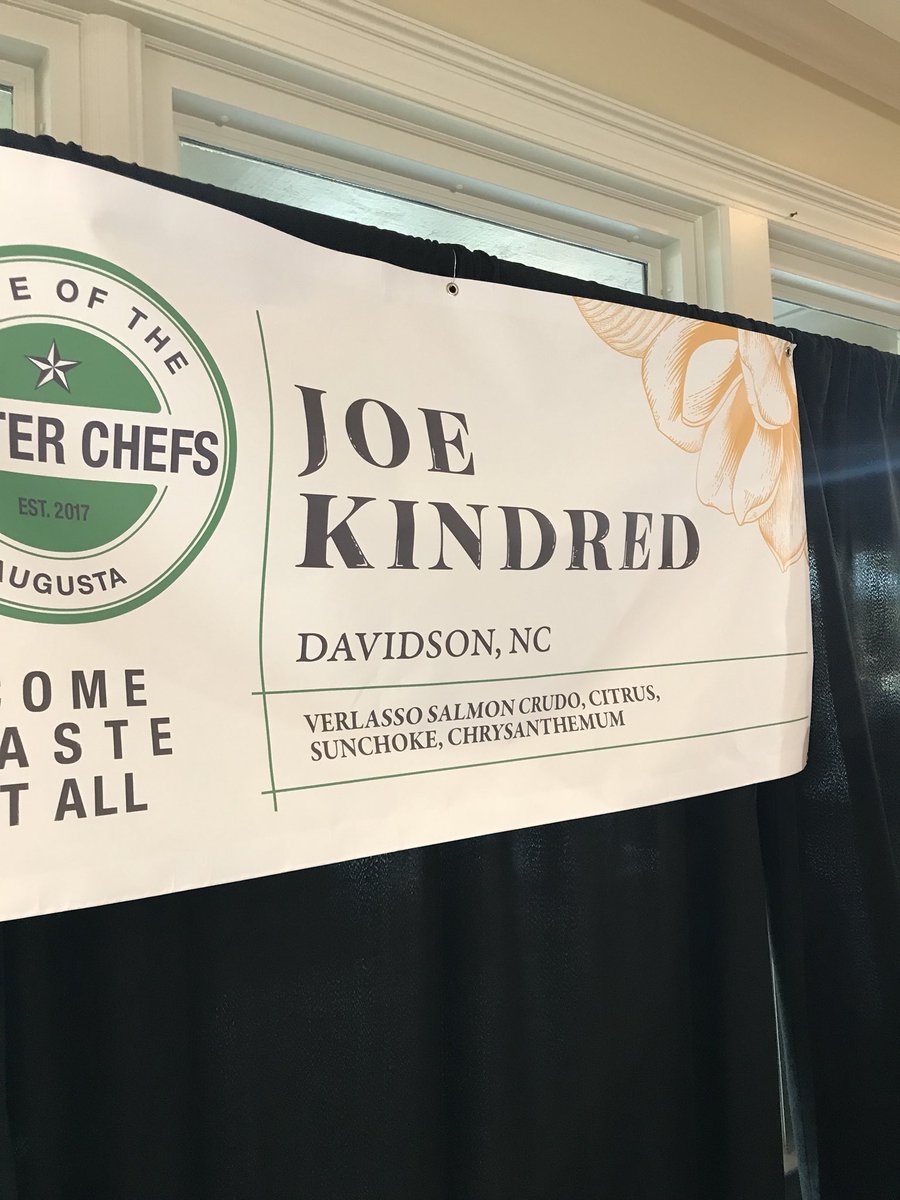 E OF THE
TER CHEFS
EST. 2017
AUGUSTA
COME
ASTE
T ALL
JOE
KINDRED
DAVIDSON, NC
VERLASSO SALMON CRUDO, CITRUS,
SUNCHOKE, CHRYSANTHEMUM